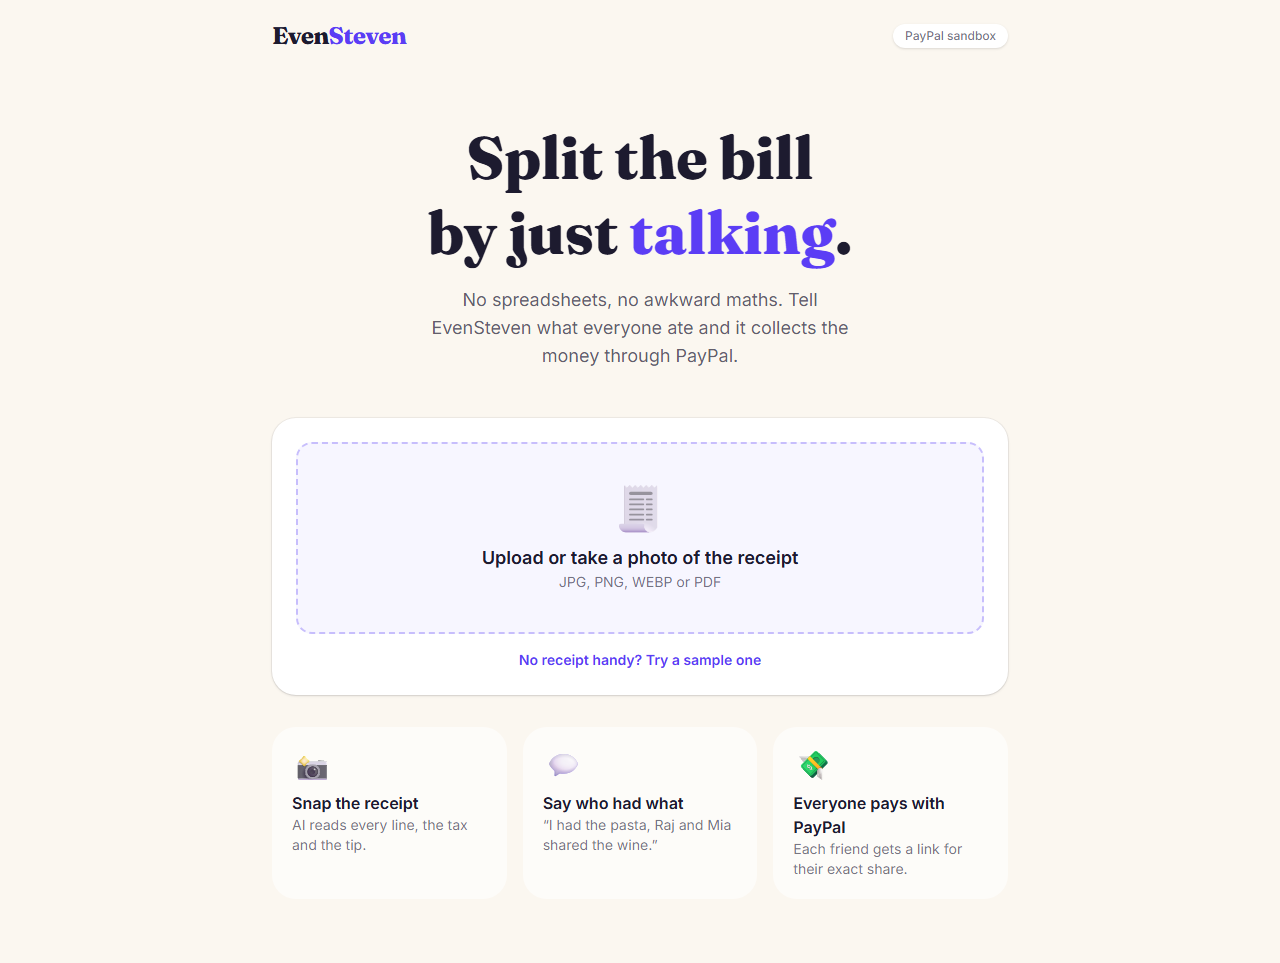 EvenSteven
PayPal sandbox
Split the bill
by just talking.
No spreadsheets, no awkward maths. Tell
EvenSteven what everyone ate and it collects the
money through PayPal.
Upload or take a photo of the receipt
JPG, PNG, WEBP or PDF
No receipt handy? Try a sample one
Snap the receipt
AI reads every line, the tax
and the tip.
Say who had what
“I had the pasta, Raj and Mia
shared the wine.”
Everyone pays with
PayPal
Each friend gets a link for
their exact share.